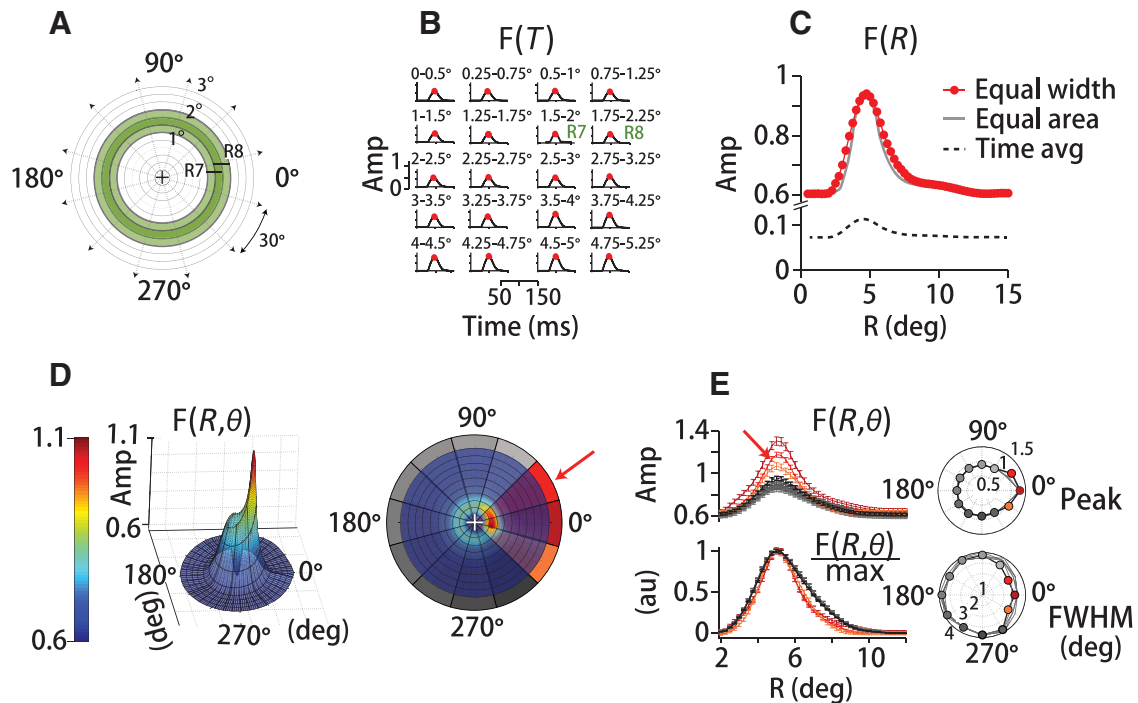 A
90°
3°
2°
1°
R8
R7
180°
0°
30°
270°
B
F(T)
0–0.5° 0.25–0.75° 0.5–1° 0.75–1.25°
1–1.5° 1.25–1.75° 1.5–2° 1.75–2.25°
R7 R8
2–2.5° 2.25–2.75° 2.5–3° 2.75–3.25°
3–3.5° 3.25–3.75° 3.5–4° 3.75–4.25°
4–4.5° 4.25–4.75° 4.5–5° 4.75–5.25°
Amp
1
0
50 150
Time (ms)
C
F(R)
1
0.8
0.6
0.1
0
0 5 10 15
R (deg)
Equal width
Equal area
Time avg
D
F(R,θ)
1.1
0.6
Amp
1.1
0.6
180°
0°
270°
(deg)
(deg)
90°
180°
0°
270°
E
F(R,θ)
Amp
1.4
1
0.8
0.6
90°
1.5
1
0.5
180°
0°
Peak
F(R,θ)
max
(au)
1
0.5
0
2 6 10
R (deg)
180°
0°
1
2
3
4
270°
FWHM
(deg)